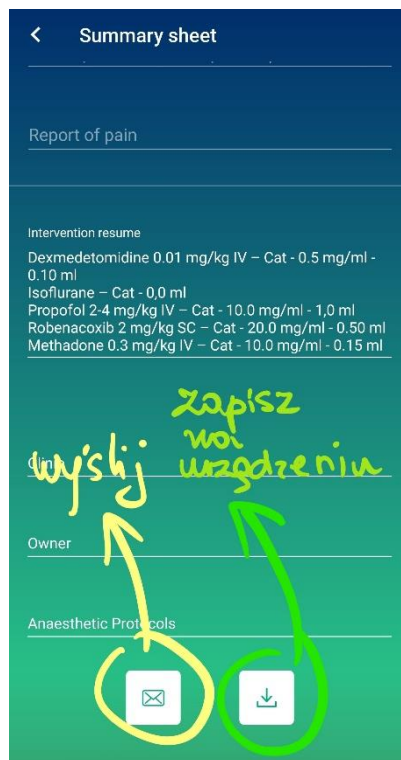 Summary sheet
Report of pain
Intervention resume
Dexmedetomidine 0.01 mg/kg IV – Cat - 0.5 mg/ml -
0.10 ml
Isoflurane – Cat - 0,0 ml
Propofol 2-4 mg/kg IV – Cat - 10.0 mg/ml - 1,0 ml
Robenacoxib 2 mg/kg SC – Cat - 20.0 mg/ml - 0.50 ml
Methadone 0.3 mg/kg IV – Cat - 10.0 mg/ml - 0.15 ml
zapisz
na
urządzeniu
wyślij
Clinic
Owner
Anaesthetic Protocols